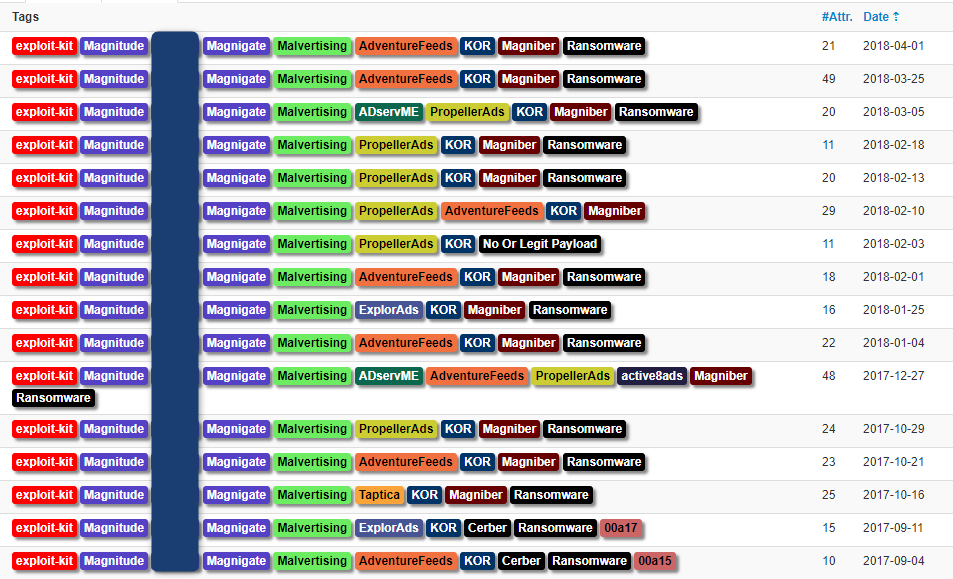 Tags #Attr. Date ↑
exploit-kit Magnitude Magnigate Malvertising AdventureFeeds KOR Magniber Ransomware 21 2018-04-01
exploit-kit Magnitude Magnigate Malvertising AdventureFeeds KOR Magniber Ransomware 49 2018-03-25
exploit-kit Magnitude Magnigate Malvertising ADservME PropellerAds KOR Magniber Ransomware 20 2018-03-05
exploit-kit Magnitude Magnigate Malvertising PropellerAds KOR Magniber Ransomware 11 2018-02-18
exploit-kit Magnitude Magnigate Malvertising PropellerAds KOR Magniber Ransomware 20 2018-02-13
exploit-kit Magnitude Magnigate Malvertising PropellerAds AdventureFeeds KOR Magniber 29 2018-02-10
exploit-kit Magnitude Magnigate Malvertising PropellerAds KOR No Or Legit Payload 11 2018-02-03
exploit-kit Magnitude Magnigate Malvertising AdventureFeeds KOR Magniber Ransomware 18 2018-02-01
exploit-kit Magnitude Magnigate Malvertising ExplorAds KOR Magniber Ransomware 16 2018-01-25
exploit-kit Magnitude Magnigate Malvertising AdventureFeeds KOR Magniber Ransomware 22 2018-01-04
exploit-kit Magnitude Magnigate Malvertising ADservME AdventureFeeds PropellerAds active8ads Magniber 48 2017-12-27
Ransomware
exploit-kit Magnitude Magnigate Malvertising PropellerAds KOR Magniber Ransomware 24 2017-10-29
exploit-kit Magnitude Magnigate Malvertising AdventureFeeds KOR Magniber Ransomware 23 2017-10-21
exploit-kit Magnitude Magnigate Malvertising Taptica KOR Magniber Ransomware 25 2017-10-16
exploit-kit Magnitude Magnigate Malvertising ExplorAds KOR Cerber Ransomware 00a17 15 2017-09-11
exploit-kit Magnitude Magnigate Malvertising AdventureFeeds KOR Cerber Ransomware 00a15 10 2017-09-04